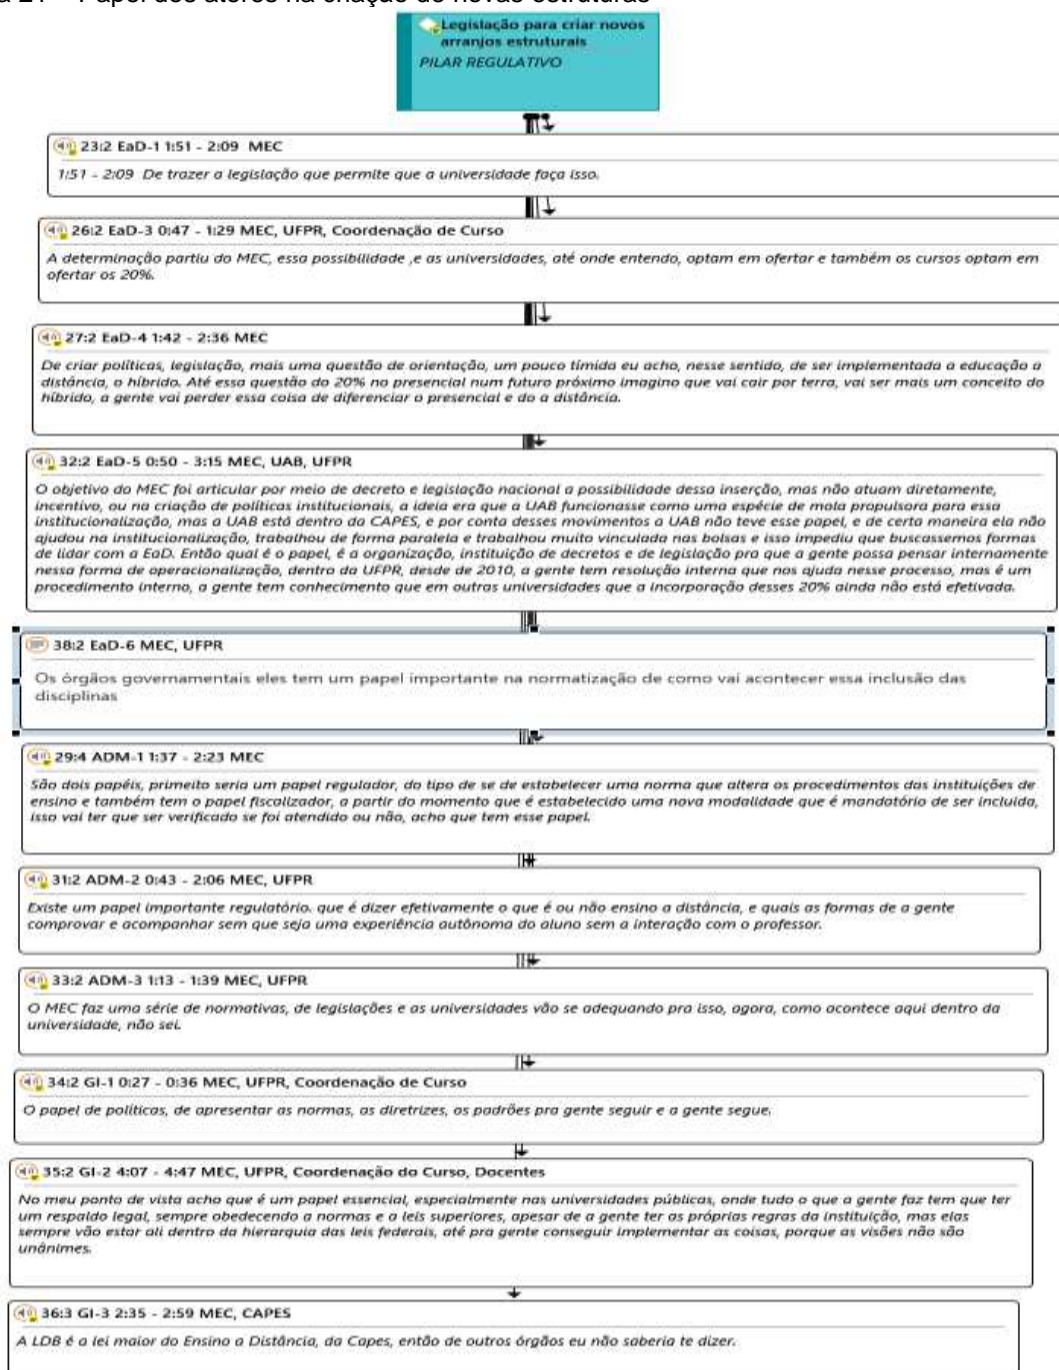 a 21 – Papel dos atores na criação de novas estruturas
Legislação para criar novos
arranjos estruturais
PILAR REGULATIVO
23:2 EaD-1 1:51 - 2:09 MEC
1:51 - 2:09 De trazer a legislação que permite que a universidade faça isso.
26:2 EaD-3 0:47 - 1:29 MEC, UFPR, Coordenação de Curso
A determinação partiu do MEC, essa possibilidade ,e as universidades, até onde entendo, optam em ofertar e também os cursos optam em
ofertar os 20%.
27:2 EaD-4 1:42 - 2:36 MEC
De criar políticas, legislação, mais uma questão de orientação, um pouco tímida eu acho, nesse sentido, de ser implementada a educação a
distância, o híbrido. Até essa questão do 20% no presencial num futuro próximo imagino que vai cair por terra, vai ser mais um conceito do
híbrido, a gente vai perder essa coisa de diferenciar o presencial e do a distância.
32:2 EaD-5 0:50 - 3:15 MEC, UAB, UFPR
O objetivo do MEC foi articular por meio de decreto e legislação nacional a possibilidade dessa inserção, mas não atuam diretamente,
incentivo, ou na criação de políticas institucionais, a ideia era que a UAB funcionasse como uma espécie de mola propulsora para essa
institucionalização, mas a UAB está dentro da CAPES, e por conta desses movimentos a UAB não teve esse papel, e de certa maneira ela não
ajudou na institucionalização, trabalhou de forma paralela e trabalhou muito vinculada nas bolsas e isso impediu que buscassemos formas
de lidar com a EaD. Então qual é o papel, é a organização, instituição de decretos e de legislação pra que a gente possa pensar internamente
nessa forma de operacionalização, dentro da UFPR, desde de 2010, a gente tem resolução interna que nos ajuda nesse processo, mas é um
procedimento interno, a gente tem conhecimento que em outras universidades que a incorporação desses 20% ainda não está efetivada.
38:2 EaD-6 MEC, UFPR
Os órgãos governamentais eles tem um papel importante na normatização de como vai acontecer essa inclusão das
disciplinas
29:4 ADM-1 1:37 - 2:23 MEC
São dois papéis, primeito seria um papel regulador, do tipo de se de estabelecer uma norma que altera os procedimentos das instituições de
ensino e também tem o papel fiscalizador, a partir do momento que é estabelecido uma nova modalidade que é mandatório de ser incluída,
isso vai ter que ser verificado se foi atendido ou não, acho que tem esse papel.
31:2 ADM-2 0:43 - 2:06 MEC, UFPR
Existe um papel importante regulatório. que é dizer efetivamente o que é ou não ensino a distância, e quais as formas de a gente
comprovar e acompanhar sem que seja uma experiência autônoma do aluno sem a interação com o professor.
33:2 ADM-3 1:13 - 1:39 MEC, UFPR
O MEC faz uma série de normativas, de legislações e as universidades vão se adequando pra isso, agora, como acontece aqui dentro da
universidade, não sei.
34:2 GI-1 0:27 - 0:36 MEC, UFPR, Coordenação de Curso
O papel de políticas, de apresentar as normas, as diretrizes, os padrões pra gente seguir e a gente segue.
35:2 GI-2 4:07 - 4:47 MEC, UFPR, Coordenação do Curso, Docentes
No meu ponto de vista acho que é um papel essencial, especialmente nas universidades públicas, onde tudo o que a gente faz tem que ter
um respaldo legal, sempre obedecendo a normas e a leis superiores, apesar de a gente ter as próprias regras da instituição, mas elas
sempre vão estar ali dentro da hierarquia das leis federais, até pra gente conseguir implementar as coisas, porque as visões não são
unânimes.
36:3 GI-3 2:35 - 2:59 MEC, CAPES
A LDB é a lei maior do Ensino a Distância, da Capes, então de outros órgãos eu não saberia te dizer.